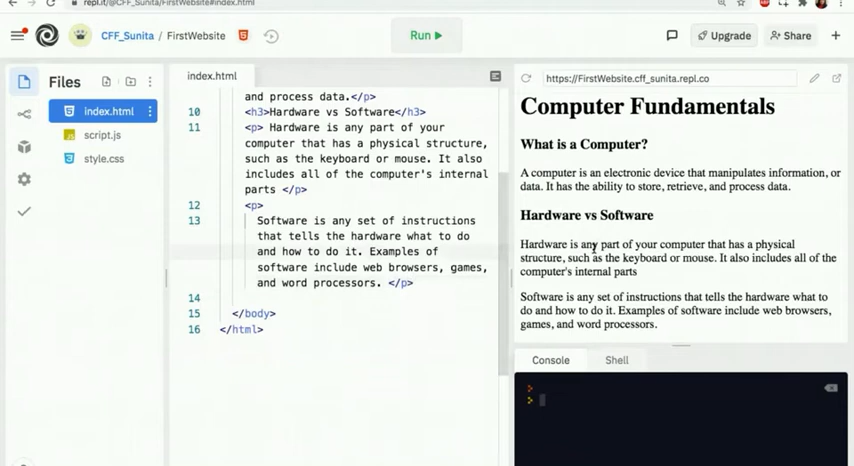 repl.it/@CFF_Sunita/FirstWebsite#index.html
CFF_Sunita / FirstWebsite
Run
Upgrade
Share
Files
index.html
script.js
style.css
index.html
and process data.</p>
10 <h3>Hardware vs Software</h3>
11 <p> Hardware is any part of your
computer that has a physical structure,
such as the keyboard or mouse. It also
includes all of the computer's internal
parts </p>
12 <p>
13 Software is any set of instructions
that tells the hardware what to do
and how to do it. Examples of
software include web browsers, games,
and word processors. </p>
14
15 </body>
16 </html>
https://FirstWebsite.cff_sunita.repl.co
Computer Fundamentals
What is a Computer?
A computer is an electronic device that manipulates information, or
data. It has the ability to store, retrieve, and process data.
Hardware vs Software
Hardware is any part of your computer that has a physical
structure, such as the keyboard or mouse. It also includes all of the
computer's internal parts
Software is any set of instructions that tells the hardware what to
do and how to do it. Examples of software include web browsers,
games, and word processors.
Console
Shell